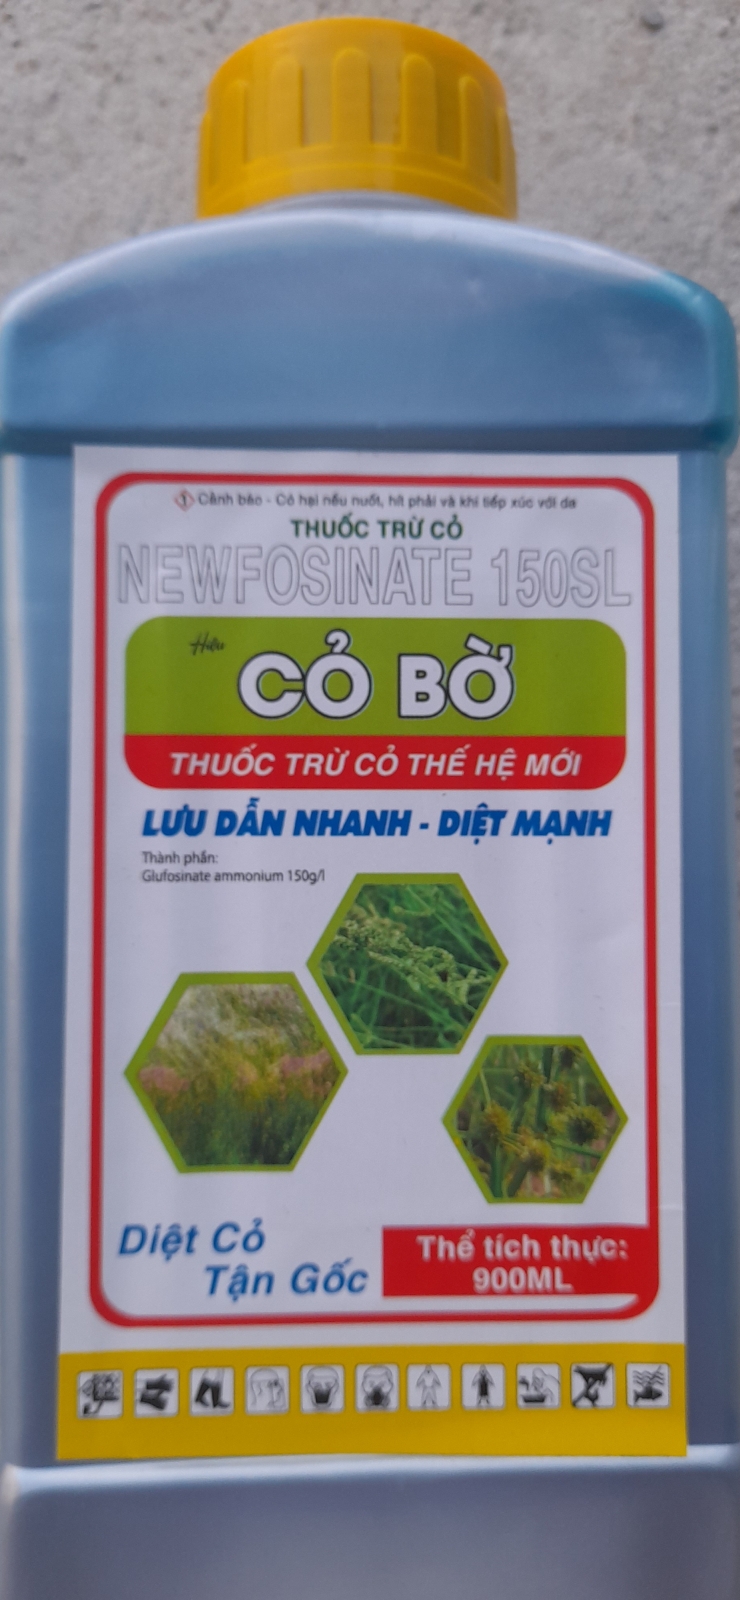 Cảnh báo - Có hại nếu nuốt, hít phải và khi tiếp xúc với da
THUỐC TRỪ CỎ
NEWFOSINATE 150SL
Hiệu
CỎ BỜ
THUỐC TRỪ CỎ THẾ HỆ MỚI
LƯU DẪN NHANH - DIỆT MẠNH
Thành phần:
Glufosinate ammonium 150g/l
Diệt Cỏ
Tận Gốc
Thể tích thực:
900ML